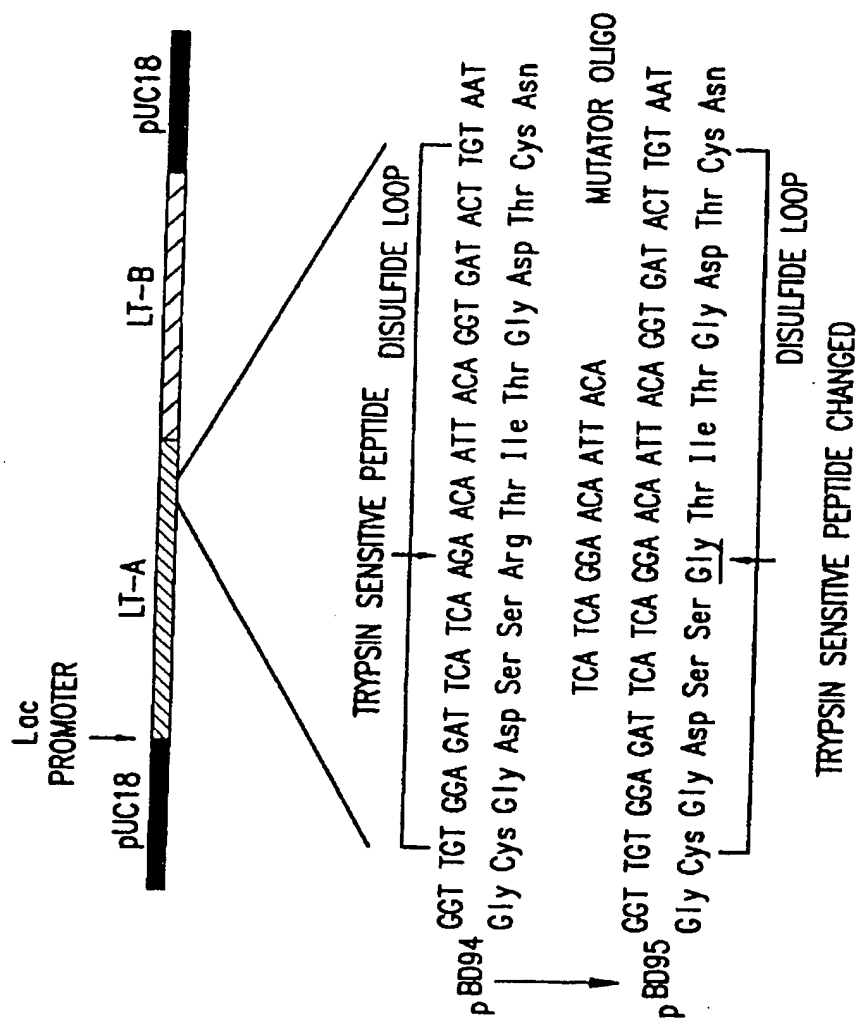 Lac
PROMOTER
pUC18
LT-A
LT-B
pUC18
TRYPSIN SENSITIVE PEPTIDE
DISULFIDE LOOP
pBD94
GGT TGT GGA GAT TCA TCA AGA ACA ATT ACA GGT GAT ACT TGT AAT
Gly Cys Gly Asp Ser Ser Arg Thr Ile Thr Gly Asp Thr Cys Asn
TCA TCA GGA ACA ATT ACA
MUTATOR OLIGO
pBD95
GGT TGT GGA GAT TCA TCA GGA ACA ATT ACA GGT GAT ACT TGT AAT
Gly Cys Gly Asp Ser Ser Gly Thr Ile Thr Gly Asp Thr Cys Asn
DISULFIDE LOOP
TRYPSIN SENSITIVE PEPTIDE CHANGED